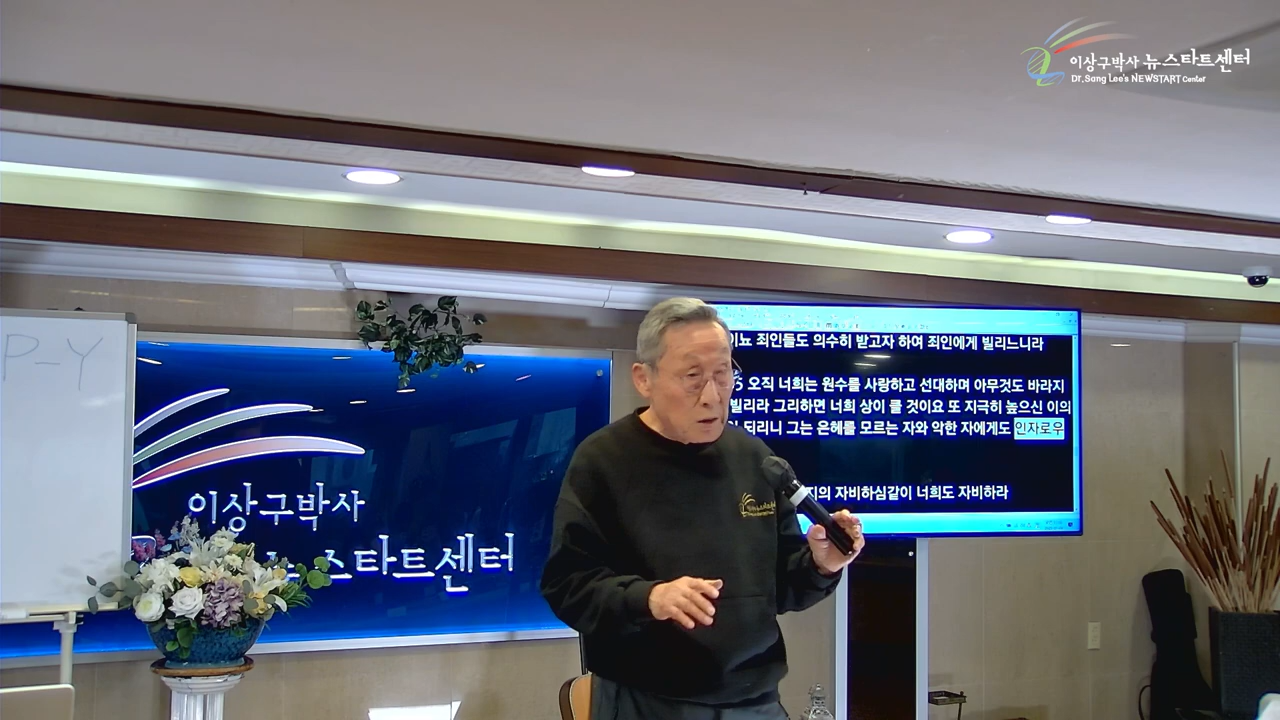 이상구박사 뉴스타트센터
Dr. Sang Lee's NEWSTART Center
P-Y
이뇨 죄인들도 의수히 받고자 하여 죄인에게 빌리느니라
오직 너희는 원수를 사랑하고 선대하며 아무것도 바라지
빌리라 그리하면 너희 상이 클 것이요 또 지극히 높으신 이의
되리니 그는 은혜를 모르는 자와 악한 자에게도 인자로우
자비하심같이 너희도 자비하라
이상구박사
뉴스타트센터